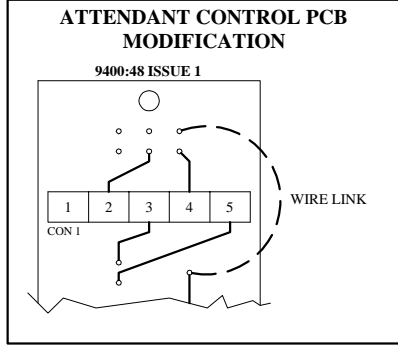 ATTENDANT CONTROL PCB
MODIFICATION
9400:48 ISSUE 1
1 2 3 4 5
CON 1
WIRE LINK